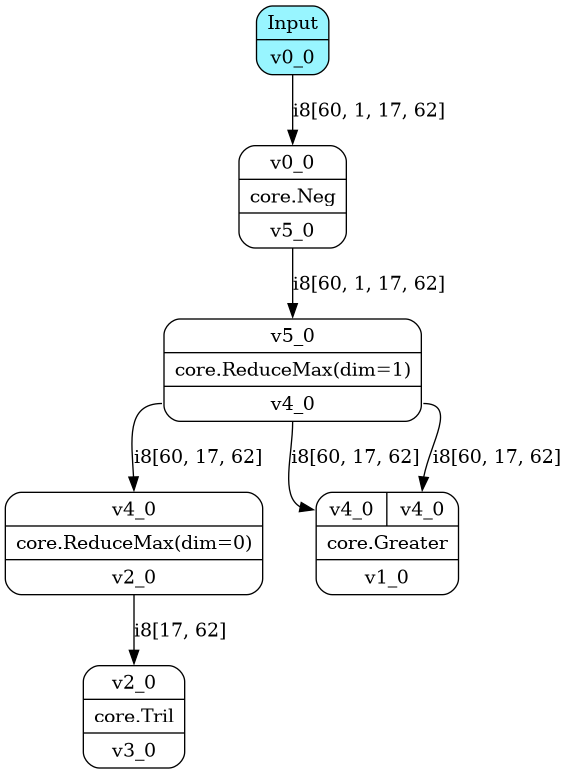 Input
v0_0
i8[60, 1, 17, 62]
v0_0
core.Neg
v5_0
i8[60, 1, 17, 62]
v5_0
core.ReduceMax(dim=1)
v4_0
i8[60, 17, 62] i8[60, 17, 62] i8[60, 17, 62]
v4_0
core.ReduceMax(dim=0)
v2_0
v4_0 v4_0
core.Greater
v1_0
i8[17, 62]
v2_0
core.Tril
v3_0